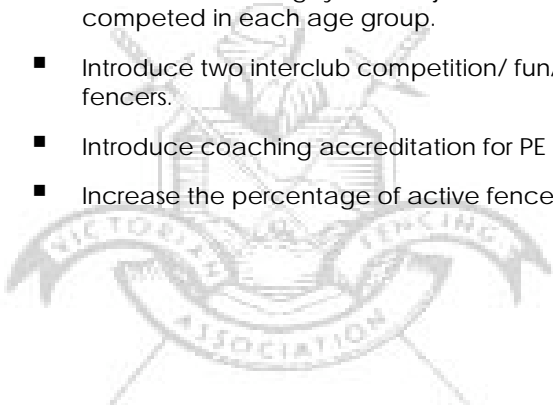 competed in each age group.
▪ Introduce two interclub competition/ fun/
fencers.
▪ Introduce coaching accreditation for PE
▪ Increase the percentage of active fence
VICTORIAN FENCING
ASSOCIATION